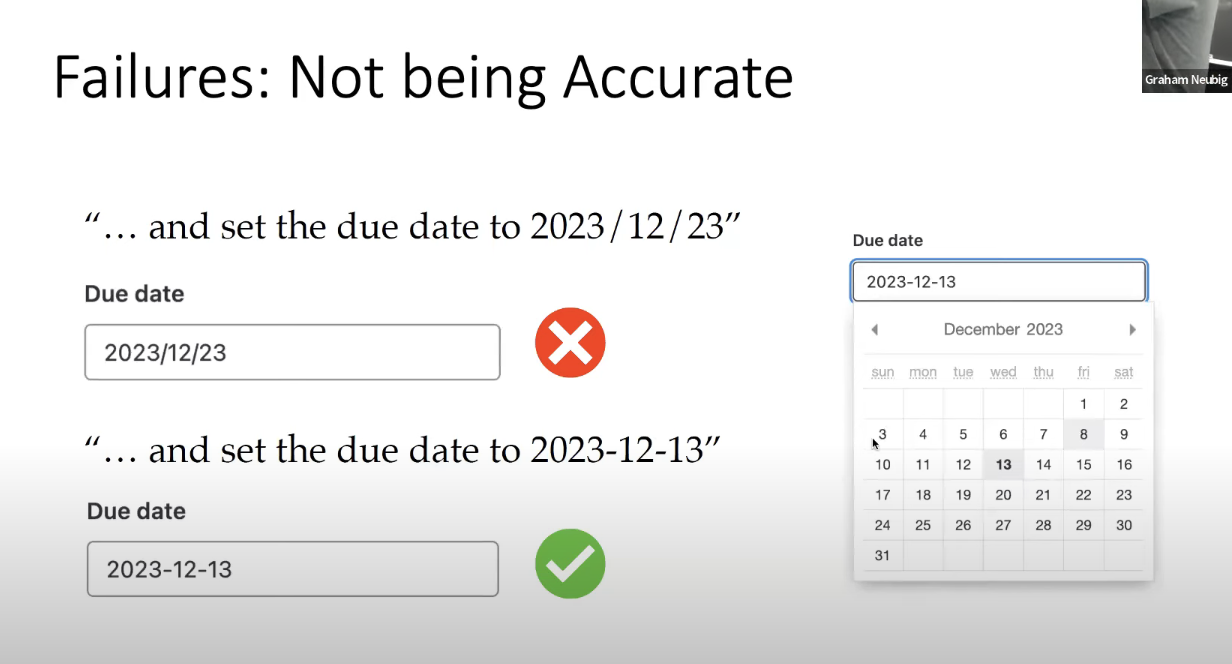 Failures: Not being Accurate
Graham Neubig
“… and set the due date to 2023/12/23”
Due date
2023/12/23
“… and set the due date to 2023-12-13”
Due date
2023-12-13
Due date
2023-12-13
December 2023
sun mon tue wed thu fri sat
1 2
3 4 5 6 7 8 9
10 11 12 13 14 15 16
17 18 19 20 21 22 23
24 25 26 27 28 29 30
31